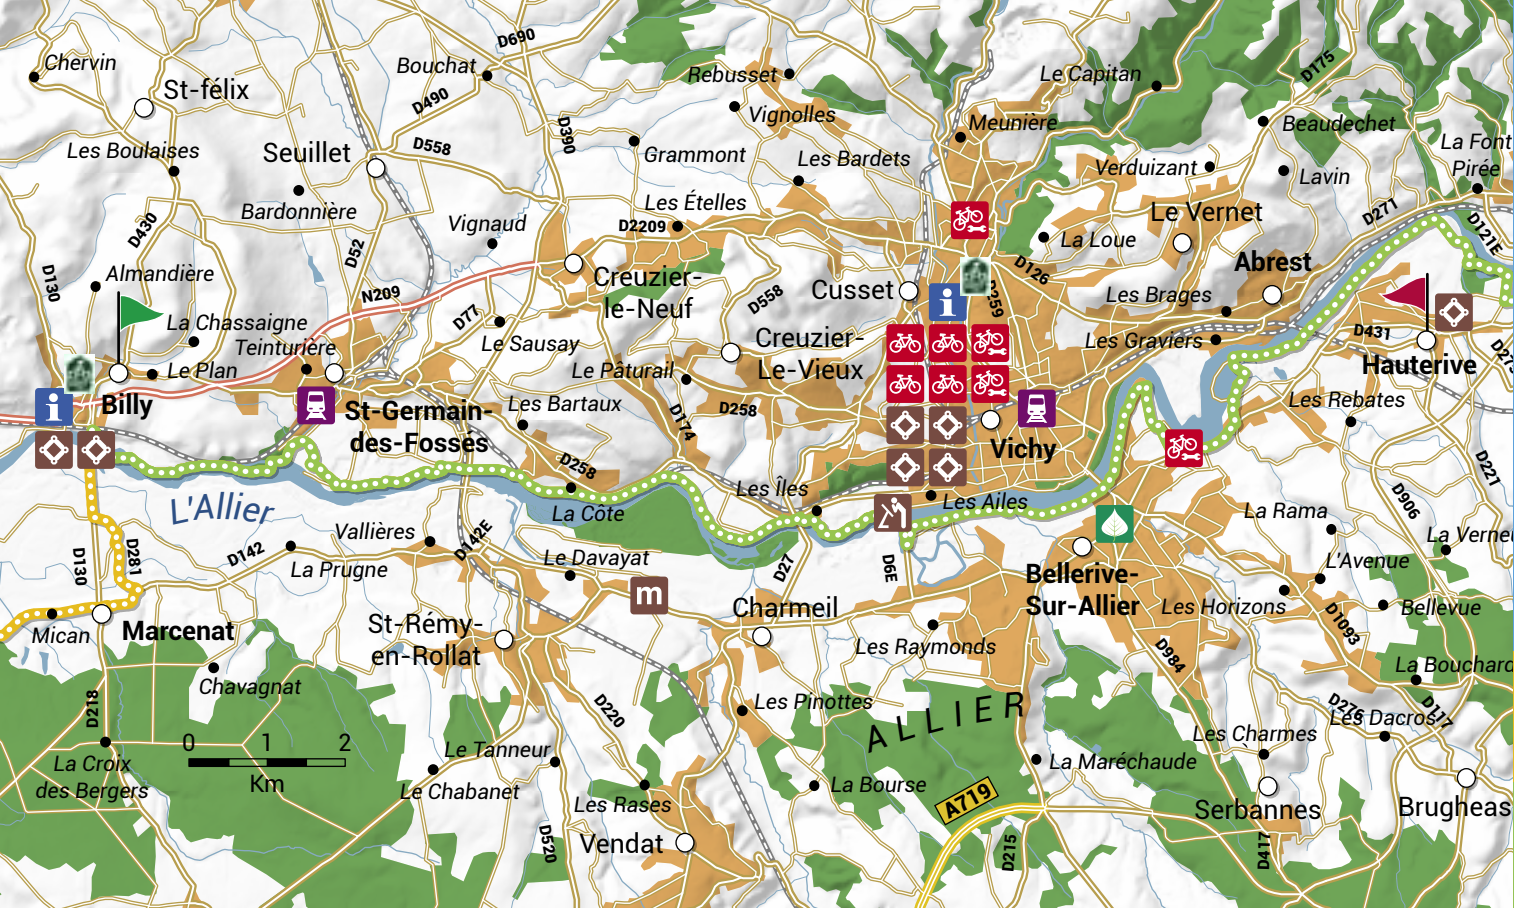 D690
Chervin
Bouchat
Rebusset
Le Capitan
D175
St-félix
D490
Vignolles
Meunière
Beaudechet
D390
La Font
Pirée
Les Boulaises
Seuillet
D558
Grammont
Les Bardets
Verduizant
Lavin
Bardonnière
Les Ételles
Le Vernet
D271
D430
D52
Vignaud
D2209
La Loue
D121E
D130
Almandière
N209
Creuzier-
le-Neuf
D558
Cusset
i
D259
D126
Abrest
Les Brages
La Chassaigne
D77
Teinturière
Le Sausay
Creuzier-
Le-Vieux
Les Graviers
D431
Hauterive
Le Plan
Le Pâturail
i
Billy
St-Germain-
des-Fossés
Les Bartaux
D174
D258
Vichy
Les Rebates
D258
D221
L'Allier
La Côte
Les Îles
Les Ailes
D906
La Rama
Vallières
D142E
La Verneu
D130
D281
D142
La Prugne
Le Davayat
D27
D6E
Bellerive-
Sur-Allier
L'Avenue
m
Charmeil
Les Horizons
Bellevue
Mican
Marcenat
St-Rémy-
en-Rollat
Les Raymonds
D1093
D984
La Bouchard
Chavagnat
D218
D220
Les Pinottes
ALLIER
D276
D117
Les Dacros
0 1 2
Km
La Croix
des Bergers
Le Tanneur
Le Chabanet
Les Charmes
La Maréchaude
Les Rases
La Bourse
A719
Serbannes
Brugheas
Vendat
D520
D215
D417